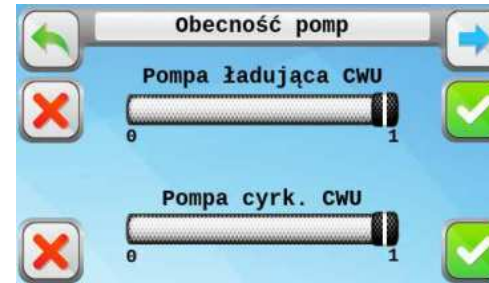 Obecność pomp
Pompa ładująca CWU
0 1
Pompa cyrk. CWU
0 1